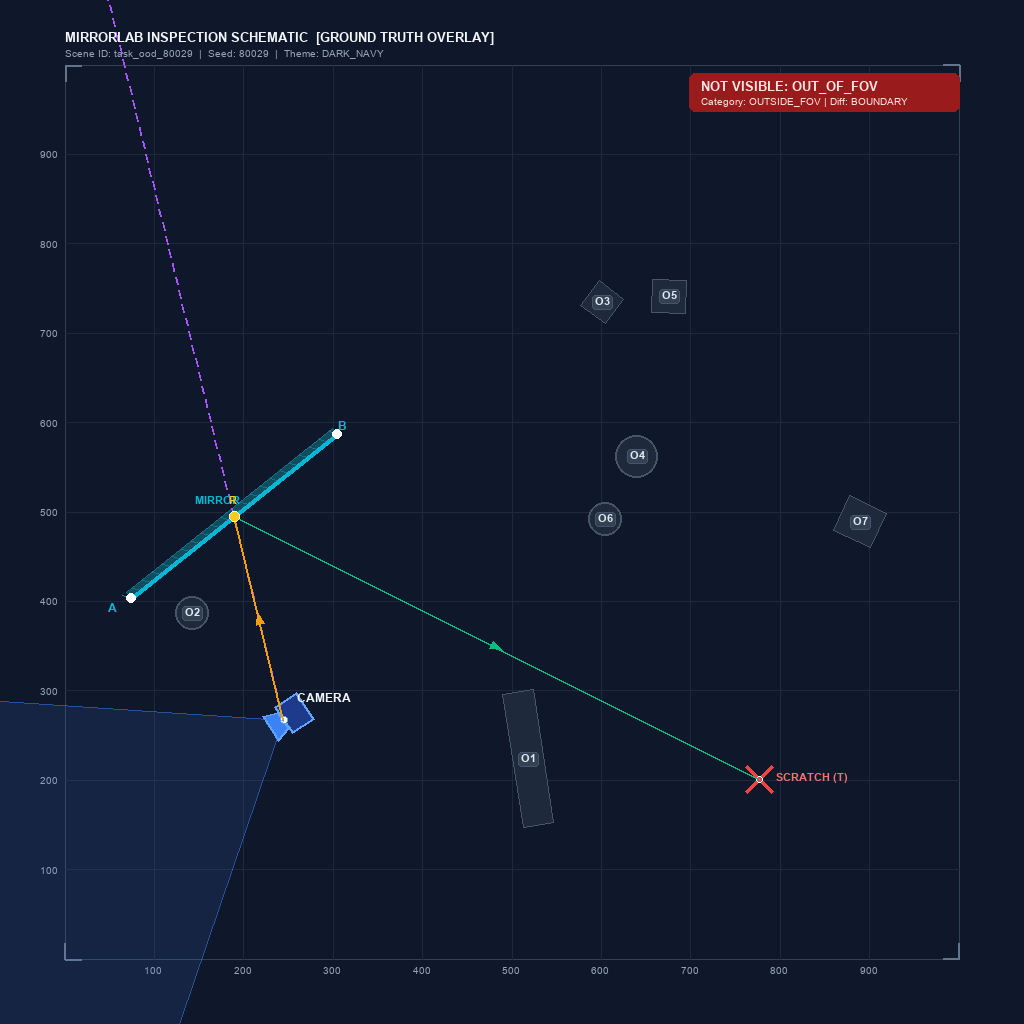 MIRRORLAB INSPECTION SCHEMATIC [GROUND TRUTH OVERLAY]
Scene ID: task_ood_80029 | Seed: 80029 | Theme: DARK_NAVY
NOT VISIBLE: OUT_OF_FOV
Category: OUTSIDE_FOV | Diff: BOUNDARY
900
800
O3
O5
700
600
B
O4
MIRROR
R
500
O6
O7
400
A
O2
300
CAMERA
O1
200
SCRATCH (T)
100
100
200
300
400
500
600
700
800
900